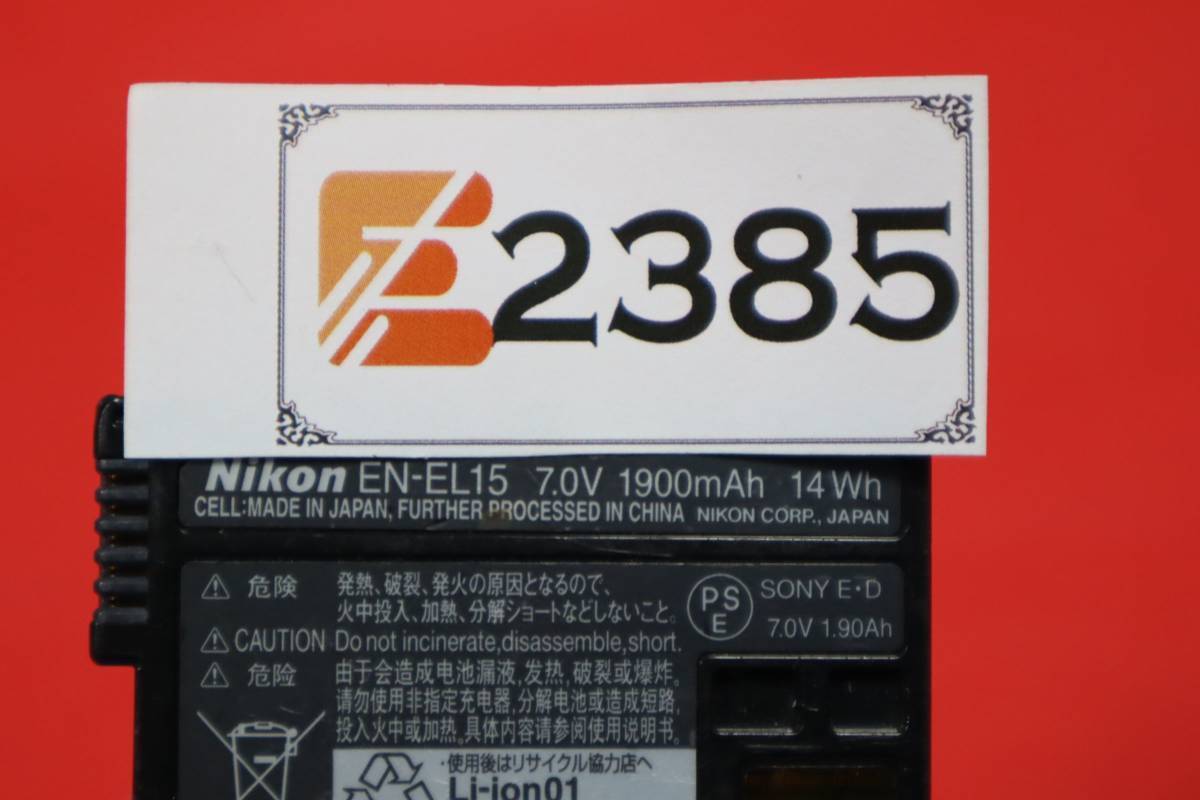 E2385
Nikon EN-EL15 7.0V 1900mAh 14Wh
CELL:MADE IN JAPAN, FURTHER PROCESSED IN CHINA NIKON CORP., JAPAN
危険 発熱、破裂、発火の原因となるので、
火中投入、加熱、分解ショートなどしないこと。
CAUTION Do not incinerate,disassemble,short.
危险 由于会造成电池漏液,发热,破裂或爆炸。
请勿使用非指定充电器,分解电池或造成短路,
投入火中或加热。具体内容请参阅使用说明书。
PS
E
SONY E・D
7.0V 1.90Ah
・使用後はリサイクル協力店へ
Li-ion01